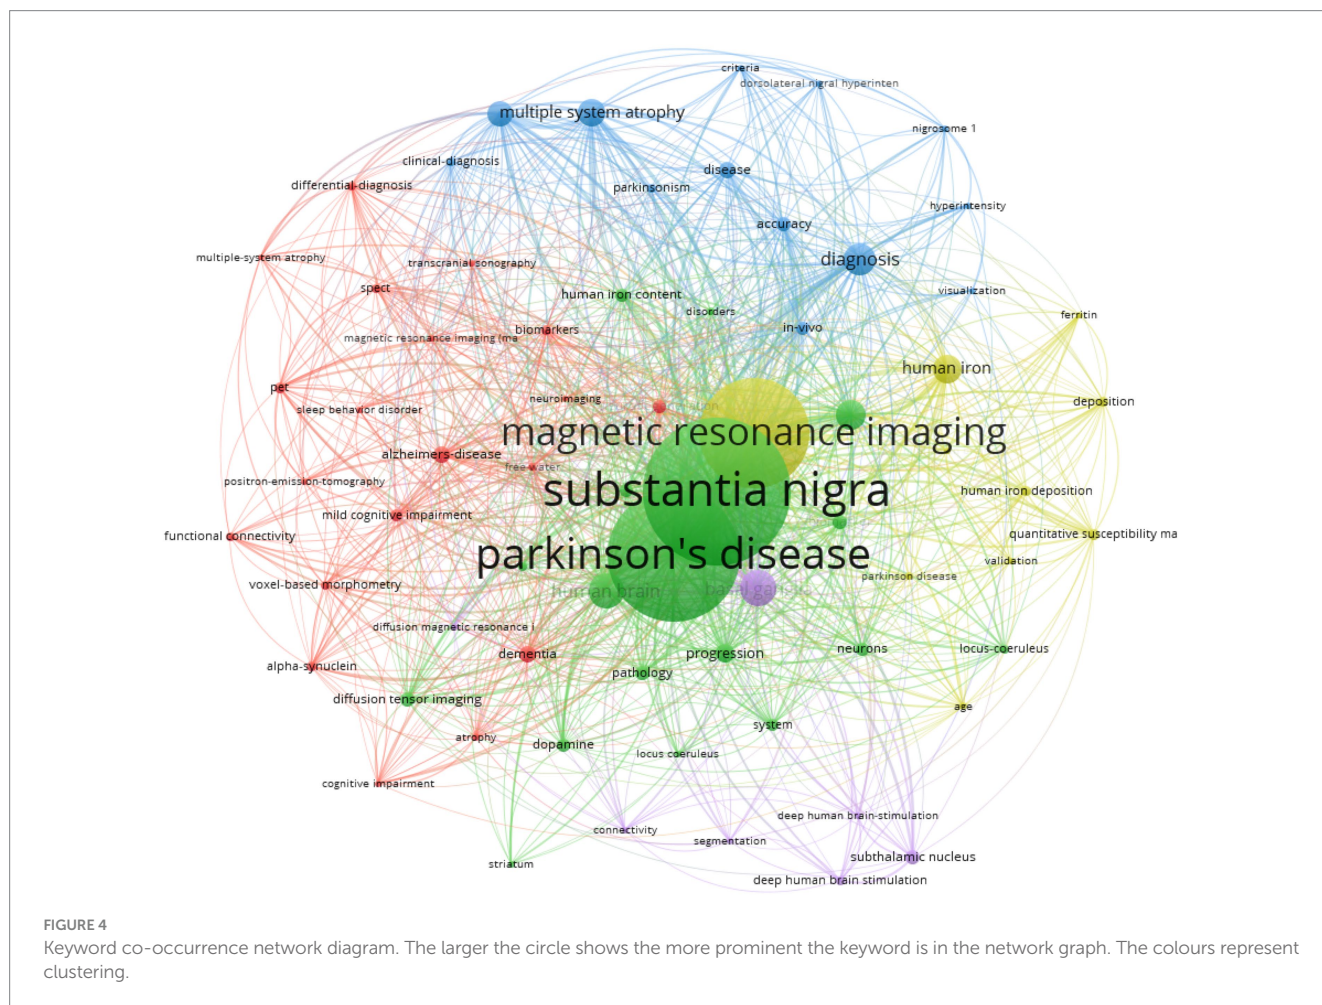 criteria
dorsolateral nigral hyperinten
multiple system atrophy
nigrosome 1
clinical-diagnosis
disease
differential-diagnosis
parkinsonism
hyperintensity
accuracy
multiple-system atrophy
transcranial sonography
diagnosis
spect
human iron content
visualization
disorders
ferritin
biomarkers
in-vivo
magnetic resonance imaging (ma
human iron
pet
neuroimaging
deposition
sleep behavior disorder
magnetic resonance imaging
alzheimers-disease
free water
positron-emission-tomography
substantia nigra
human iron deposition
mild cognitive impairment
functional connectivity
quantitative susceptibility ma
parkinson's disease
validation
voxel-based morphometry
human brain
basal ganglia
parkinson disease
diffusion magnetic resonance i
dementia
progression
neurons
locus-coeruleus
alpha-synuclein
pathology
diffusion tensor imaging
age
atrophy
dopamine
system
locus coeruleus
cognitive impairment
connectivity
deep human brain-stimulation
segmentation
striatum
subthalamic nucleus
deep human brain stimulation
FIGURE 4
Keyword co-occurrence network diagram. The larger the circle shows the more prominent the keyword is in the network graph. The colours represent
clustering.